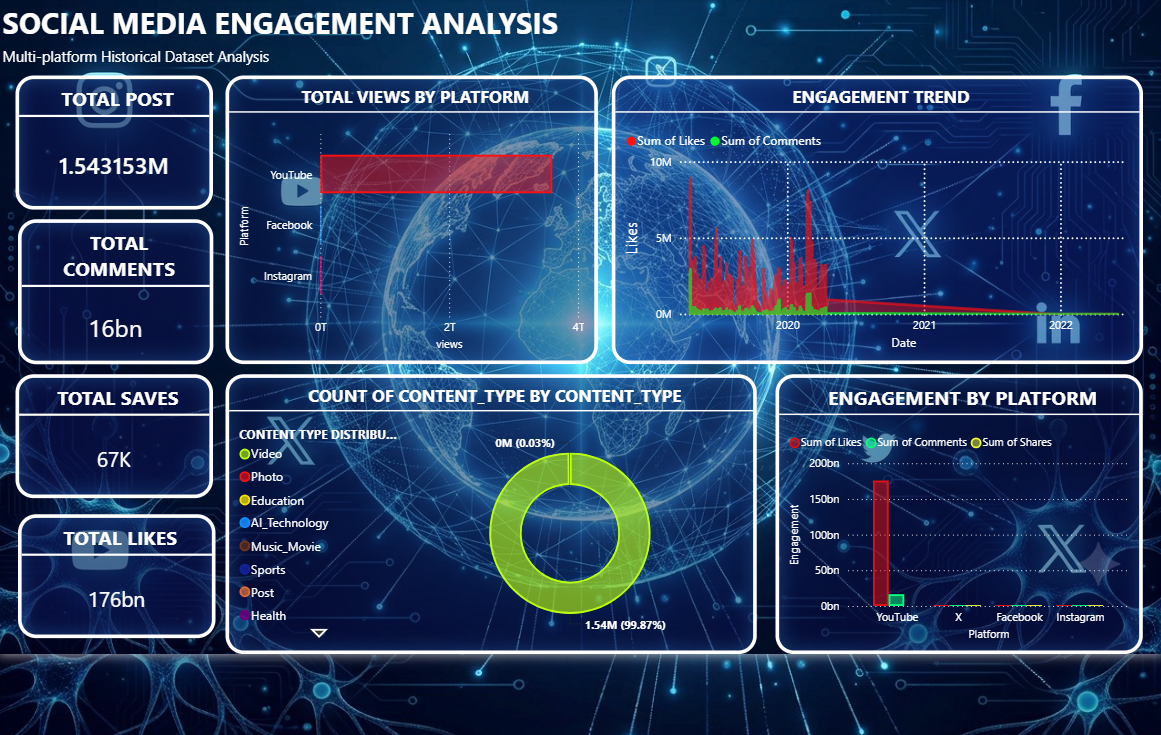 SOCIAL MEDIA ENGAGEMENT ANALYSIS
Multi-platform Historical Dataset Analysis
TOTAL POST
1.543153M
TOTAL
COMMENTS
16bn
TOTAL SAVES
67K
TOTAL LIKES
176bn
TOTAL VIEWS BY PLATFORM
Platform
YouTube
Facebook
Instagram
0T 2T 4T
views
ENGAGEMENT TREND
Sum of Likes Sum of Comments
Likes
10M
5M
0M
2020 2021 2022
Date
COUNT OF CONTENT_TYPE BY CONTENT_TYPE
CONTENT TYPE DISTRIBU...
Video
Photo
Education
AI_Technology
Music_Movie
Sports
Post
Health
0M (0.03%)
1.54M (99.87%)
ENGAGEMENT BY PLATFORM
Sum of Likes Sum of Comments Sum of Shares
Engagement
200bn
150bn
100bn
50bn
0bn
YouTube X Facebook Instagram
Platform